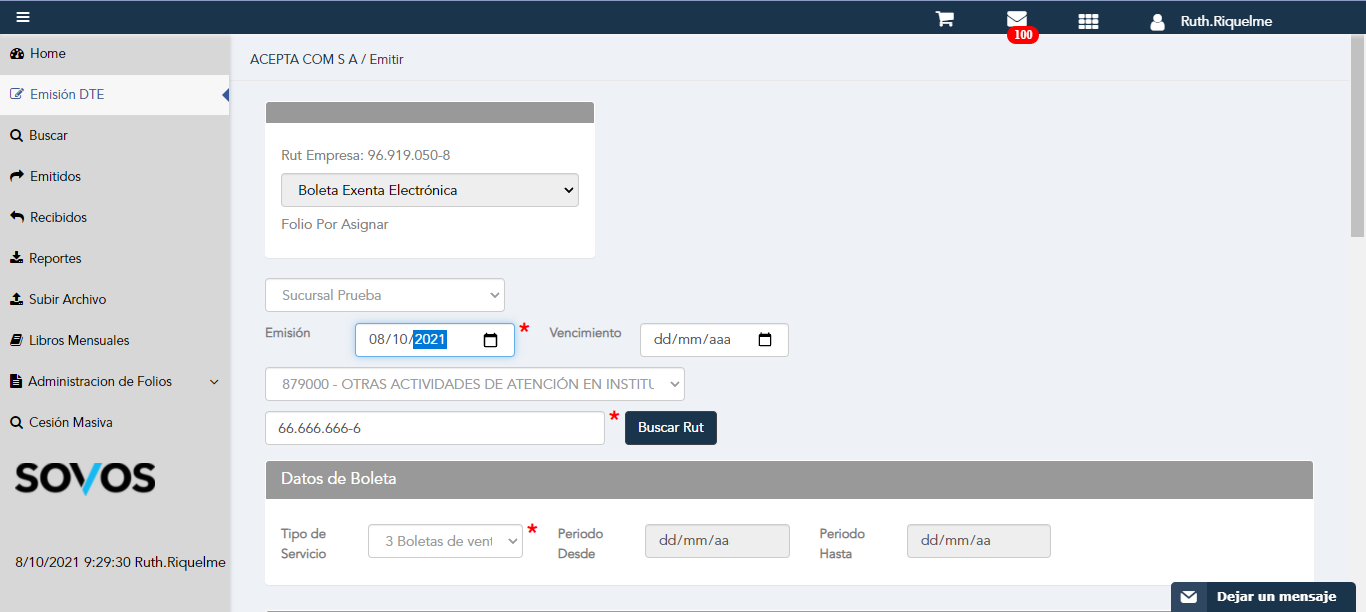 100
Ruth.Riquelme
Home
Emisión DTE
Buscar
Emitidos
Recibidos
Reportes
Subir Archivo
Libros Mensuales
Administracion de Folios
Cesión Masiva
SOVOS
8/10/2021 9:29:30 Ruth.Riquelme
ACEPTA COM S A / Emitir
Rut Empresa: 96.919.050-8
Boleta Exenta Electrónica
Folio Por Asignar
Sucursal Prueba
Emisión 08/10/2021 * Vencimiento dd/mm/aaa
879000 - OTRAS ACTIVIDADES DE ATENCIÓN EN INSTITU
66.666.666-6 * Buscar Rut
Datos de Boleta
Tipo de Servicio 3 Boletas de vent * Periodo Desde dd/mm/aa Periodo Hasta dd/mm/aa
Dejar un mensaje